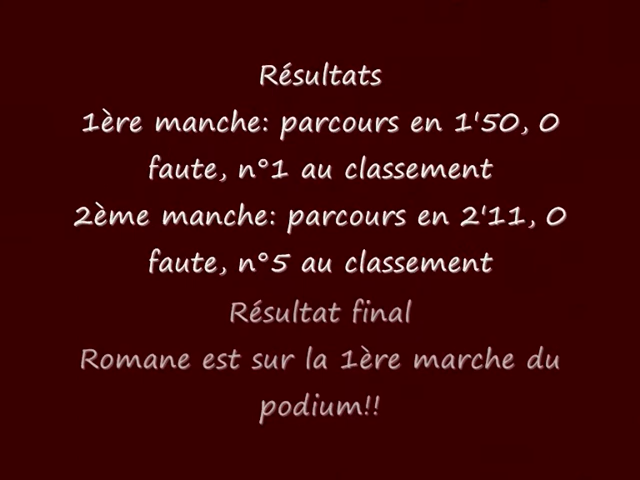 Résultats
1ère manche: parcours en 1'50, 0
faute, n°1 au classement
2ème manche: parcours en 2'11, 0
faute, n°5 au classement
Résultat final
Romane est sur la 1ère marche du
podium!!